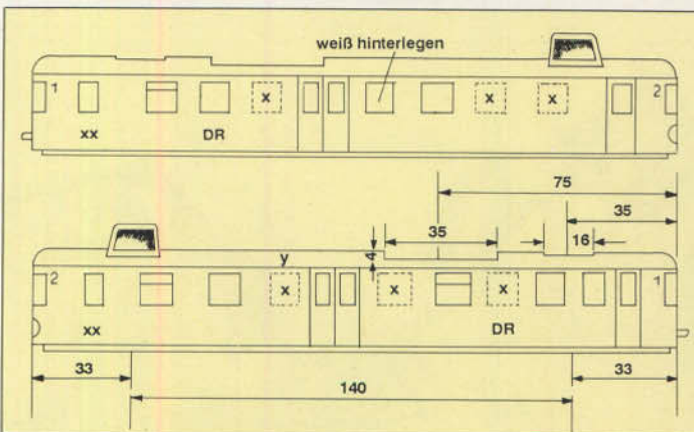 weiß hinterlegen
1 x x x 2
xx DR
75
35
35 16
y 4
2 x x x 1
xx DR
33 33
140